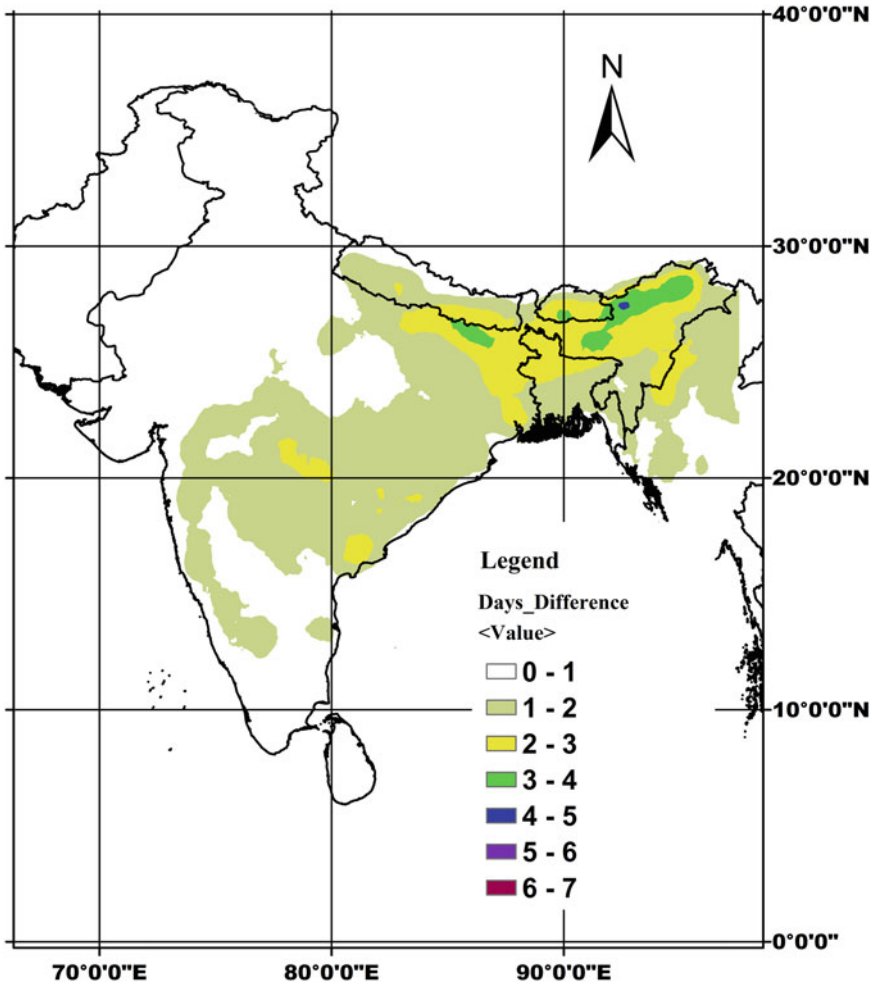 40°0'0"N
N
30°0'0"N
20°0'0"N
Legend
Days_Difference
<Value>
0 - 1
10°0'0"N
1 - 2
2 - 3
3 - 4
4 - 5
5 - 6
6 - 7
0°0'0"
70°0'0"E 80°0'0"E 90°0'0"E